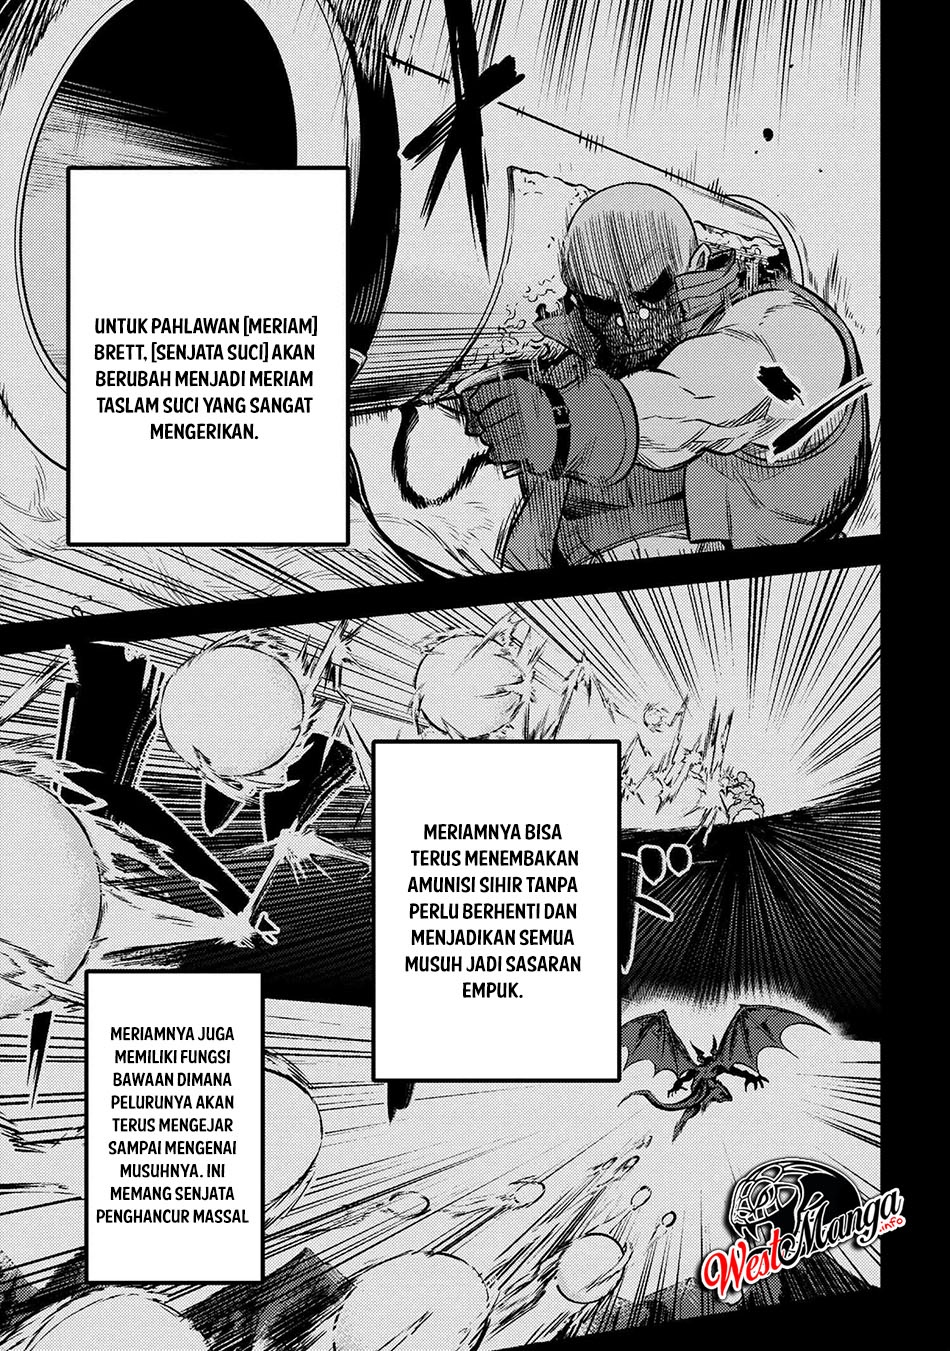 UNTUK PAHLAWAN [MERIAM]
BRETT, [SENJATA SUCI] AKAN
BERUBAH MENJADI MERIAM
TASLAM SUCI YANG SANGAT
MENGERIKAN.
MERIAMNYA BISA
TERUS MENEMBAKAN
AMUNISI SIHIR TANPA
PERLU BERHENTI DAN
MENJADIKAN SEMUA
MUSUH JADI SASARAN
EMPUK.
MERIAMNYA JUGA
MEMILIKI FUNGSI
BAWAAN DIMANA
PELURUNYA AKAN
TERUS MENGEJAR
SAMPAI MENGENAI
MUSUHNYA. INI
MEMANG SENJATA
PENGHANCUR MASSAL
WestManga
.info